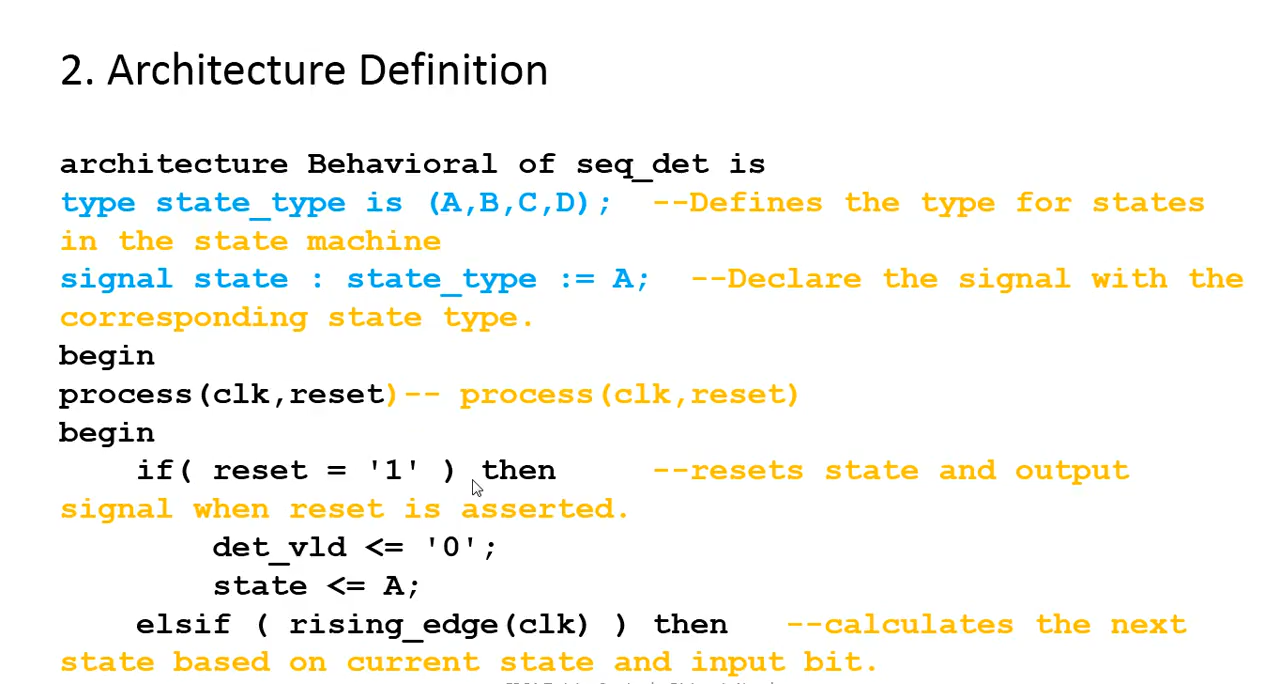 2. Architecture Definition
architecture Behavioral of seq_det is
type state_type is (A,B,C,D);  --Defines the type for states
in the state machine
signal state : state_type := A;  --Declare the signal with the
corresponding state type.
begin
process(clk,reset)-- process(clk,reset)
begin
    if( reset = '1' ) then     --resets state and output
signal when reset is asserted.
        det_vld <= '0';
        state <= A;
    elsif ( rising_edge(clk) ) then   --calculates the next
state based on current state and input bit.